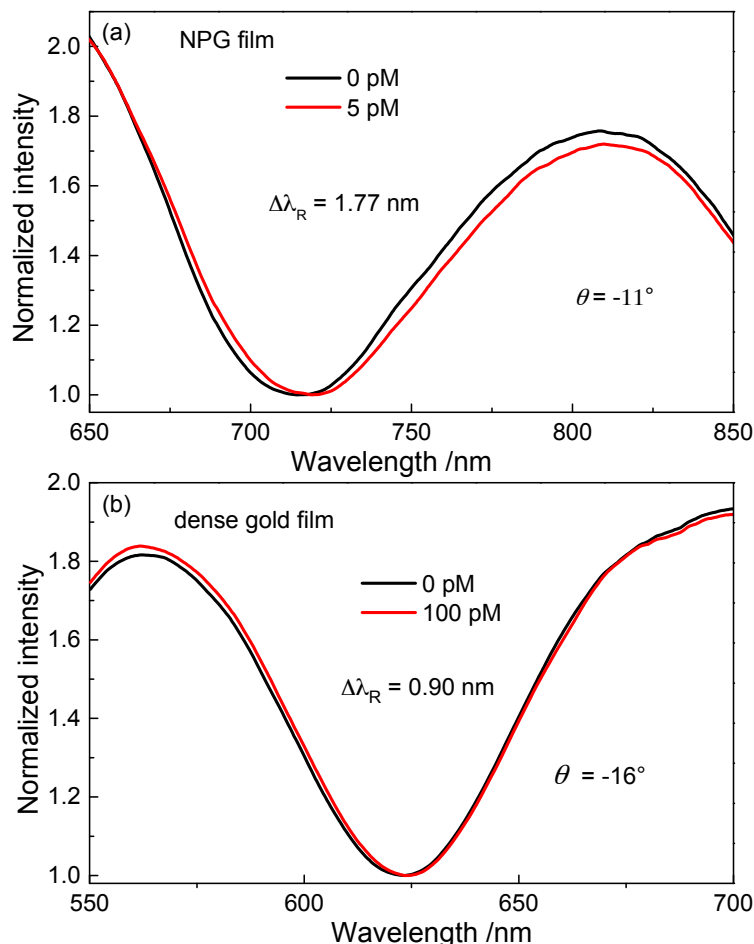 (a)
NPG film
0 pM
5 pM
Δλ_R = 1.77 nm
θ = -11°
Normalized intensity
2.0
1.8
1.6
1.4
1.2
1.0
650
700
750
800
850
Wavelength /nm
(b)
dense gold film
0 pM
100 pM
Δλ_R = 0.90 nm
θ = -16°
Normalized intensity
2.0
1.8
1.6
1.4
1.2
1.0
550
600
650
700
Wavelength /nm